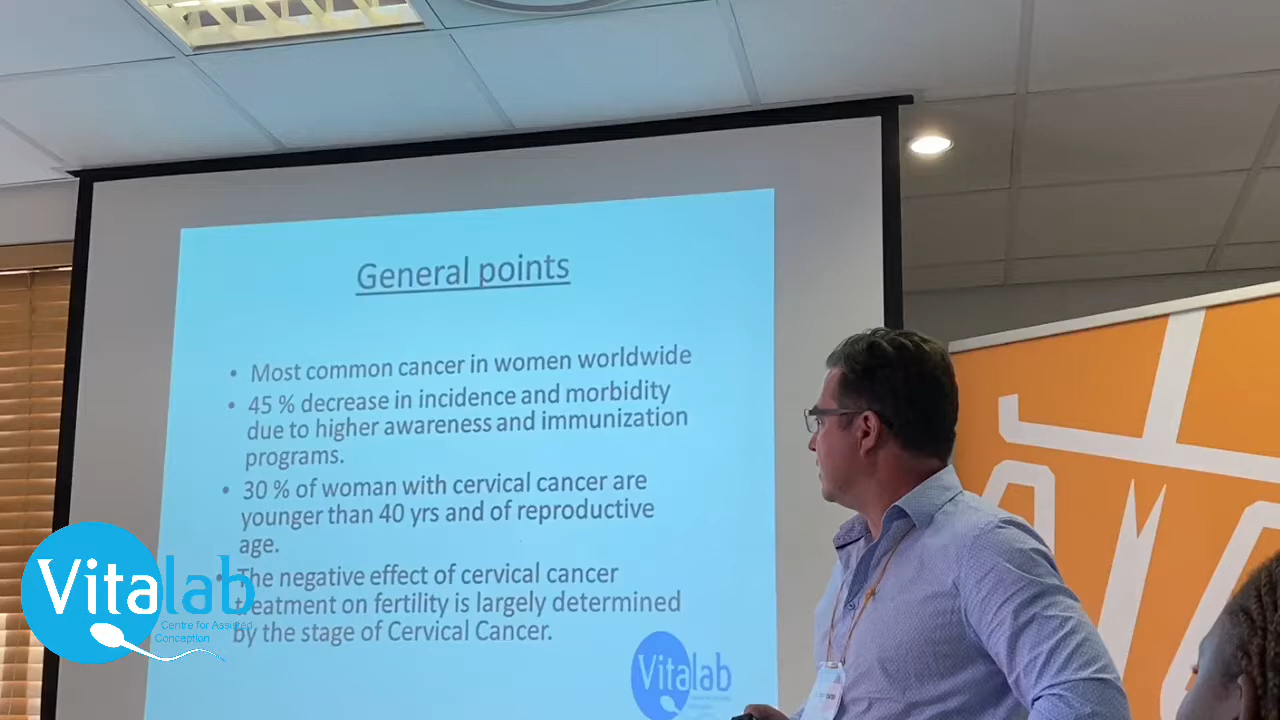 General points
• Most common cancer in women worldwide
• 45 % decrease in incidence and morbidity
due to higher awareness and immunization
programs.
• 30 % of woman with cervical cancer are
younger than 40 yrs and of reproductive
age.
• The negative effect of cervical cancer
treatment on fertility is largely determined
by the stage of Cervical Cancer.
Vitalab
Centre for Assisted
Conception
Vitalab